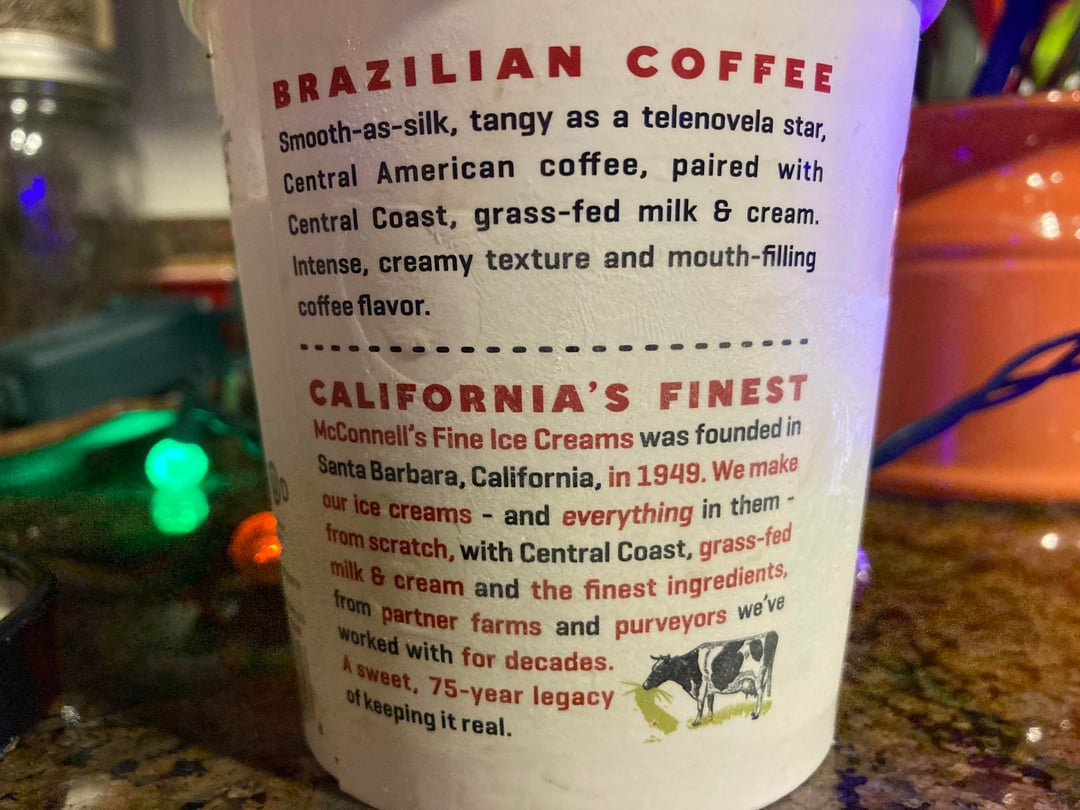 BRAZILIAN COFFEE
Smooth-as-silk, tangy as a telenovela star,
Central American coffee, paired with
Central Coast, grass-fed milk & cream.
Intense, creamy texture and mouth-filling
coffee flavor.
CALIFORNIA'S FINEST
McConnell's Fine Ice Creams was founded in
Santa Barbara, California, in 1949. We make
our ice creams - and everything in them -
from scratch, with Central Coast, grass-fed
milk & cream and the finest ingredients,
from partner farms and purveyors we've
worked with for decades.
A sweet, 75-year legacy
of keeping it real.